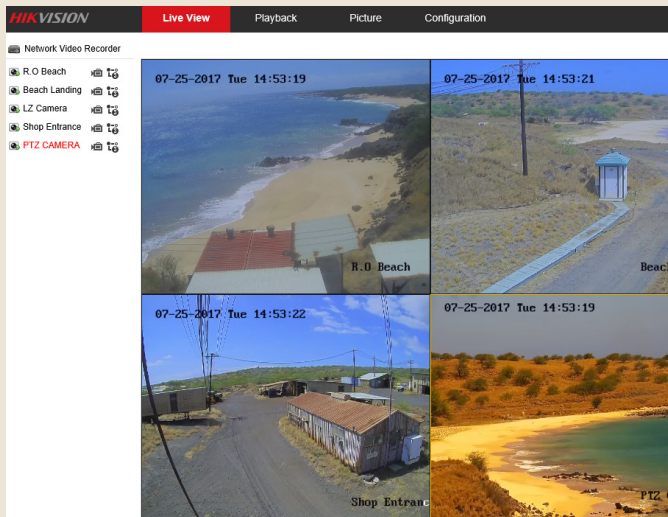 HIKVISION Live View Playback Picture Configuration
Network Video Recorder
R.O Beach
Beach Landing
LZ Camera
Shop Entrance
PTZ CAMERA
07-25-2017 Tue 14:53:19
R.O Beach
07-25-2017 Tue 14:53:21
Beac
07-25-2017 Tue 14:53:22
Shop Entranc
07-25-2017 Tue 14:53:19
PTZ